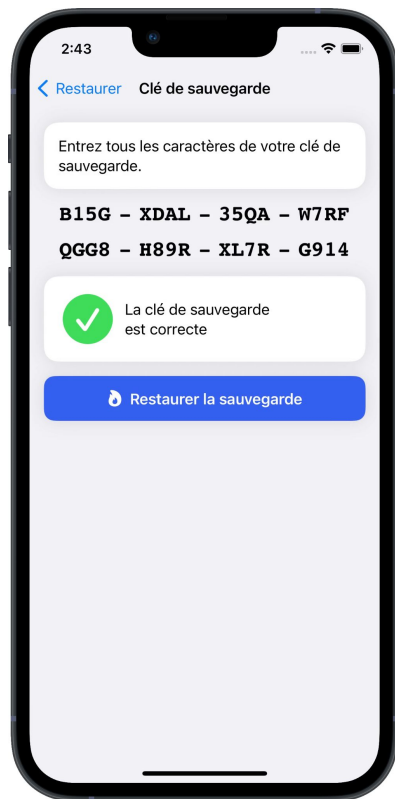 2:43
Restaurer Clé de sauvegarde
Entrez tous les caractères de votre clé de
sauvegarde.
B15G – XDAL – 35QA – W7RF
QGG8 – H89R – XL7R – G914
La clé de sauvegarde
est correcte
Restaurer la sauvegarde